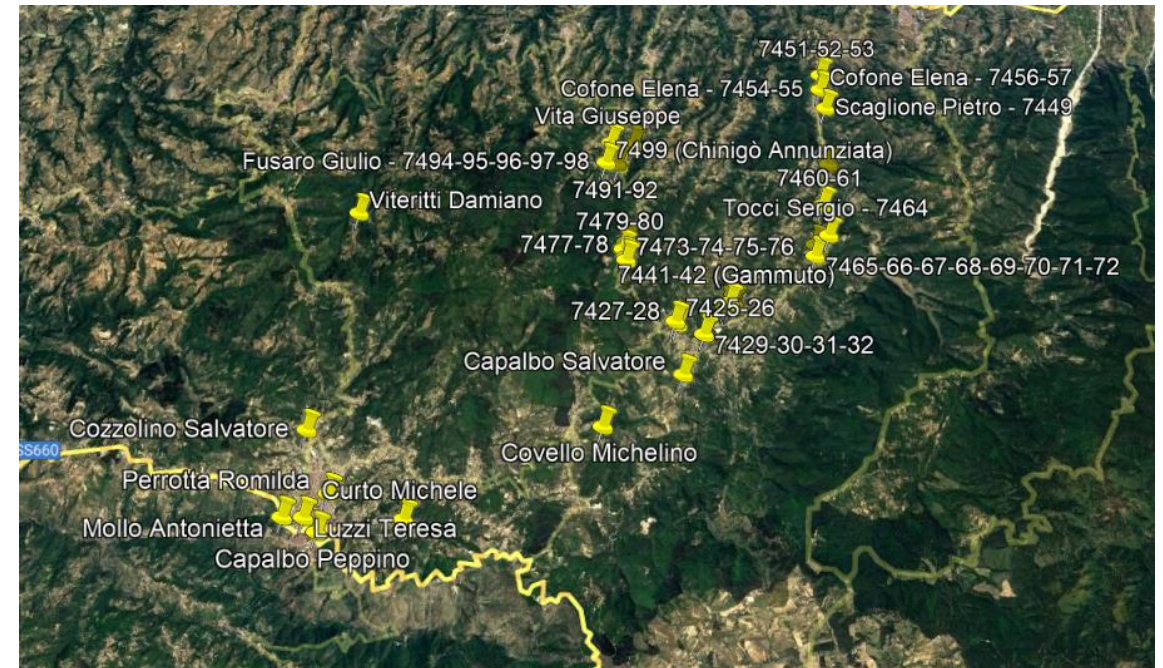 7451-52-53
Cofone Elena - 7456-57
Cofone Elena - 7454-55
Scaglione Pietro - 7449
Vita Giuseppe
7499 (Chinigò Annunziata)
Fusaro Giulio - 7494-95-96-97-98
7460-61
7491-92
Viteritti Damiano
Tocci Sergio - 7464
7479-80
7477-78
7473-74-75-76
7465-66-67-68-69-70-71-72
7441-42 (Gammuto)
7427-28
7425-26
7429-30-31-32
Capalbo Salvatore
Cozzolino Salvatore
SS660
Covello Michelino
Perrotta Romilda
Curto Michele
Mollo Antonietta
Luzzi Teresa
Capalbo Peppino